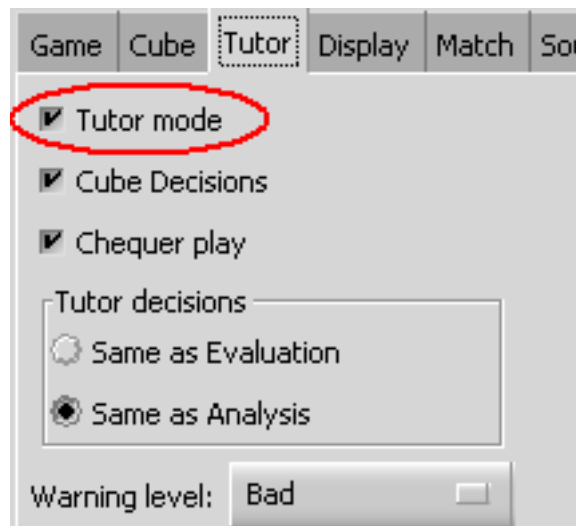 Game Cube Tutor Display Match Sou
Tutor mode
Cube Decisions
Chequer play
Tutor decisions
Same as Evaluation
Same as Analysis
Warning level: Bad